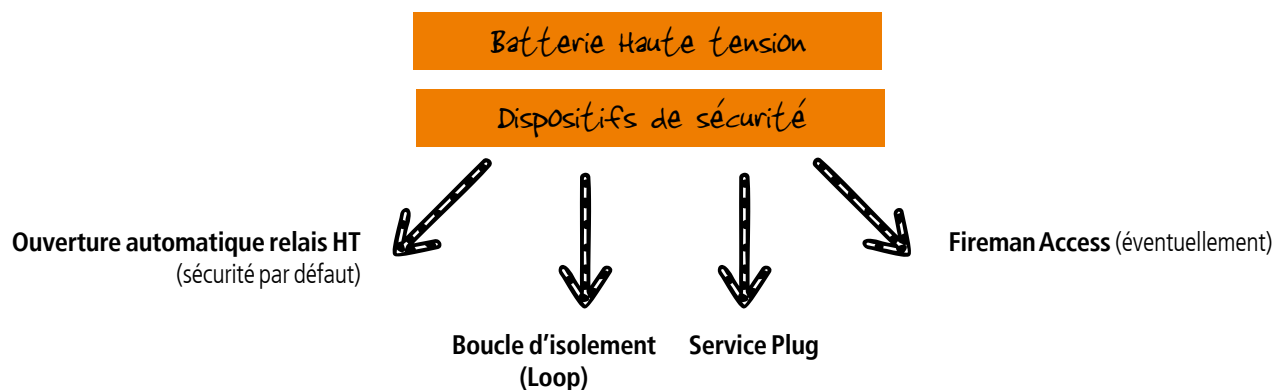 Batterie Haute tension
Dispositifs de sécurité
Ouverture automatique relais HT
(sécurité par défaut)
Fireman Access (éventuellement)
Boucle d’isolement
(Loop)
Service Plug